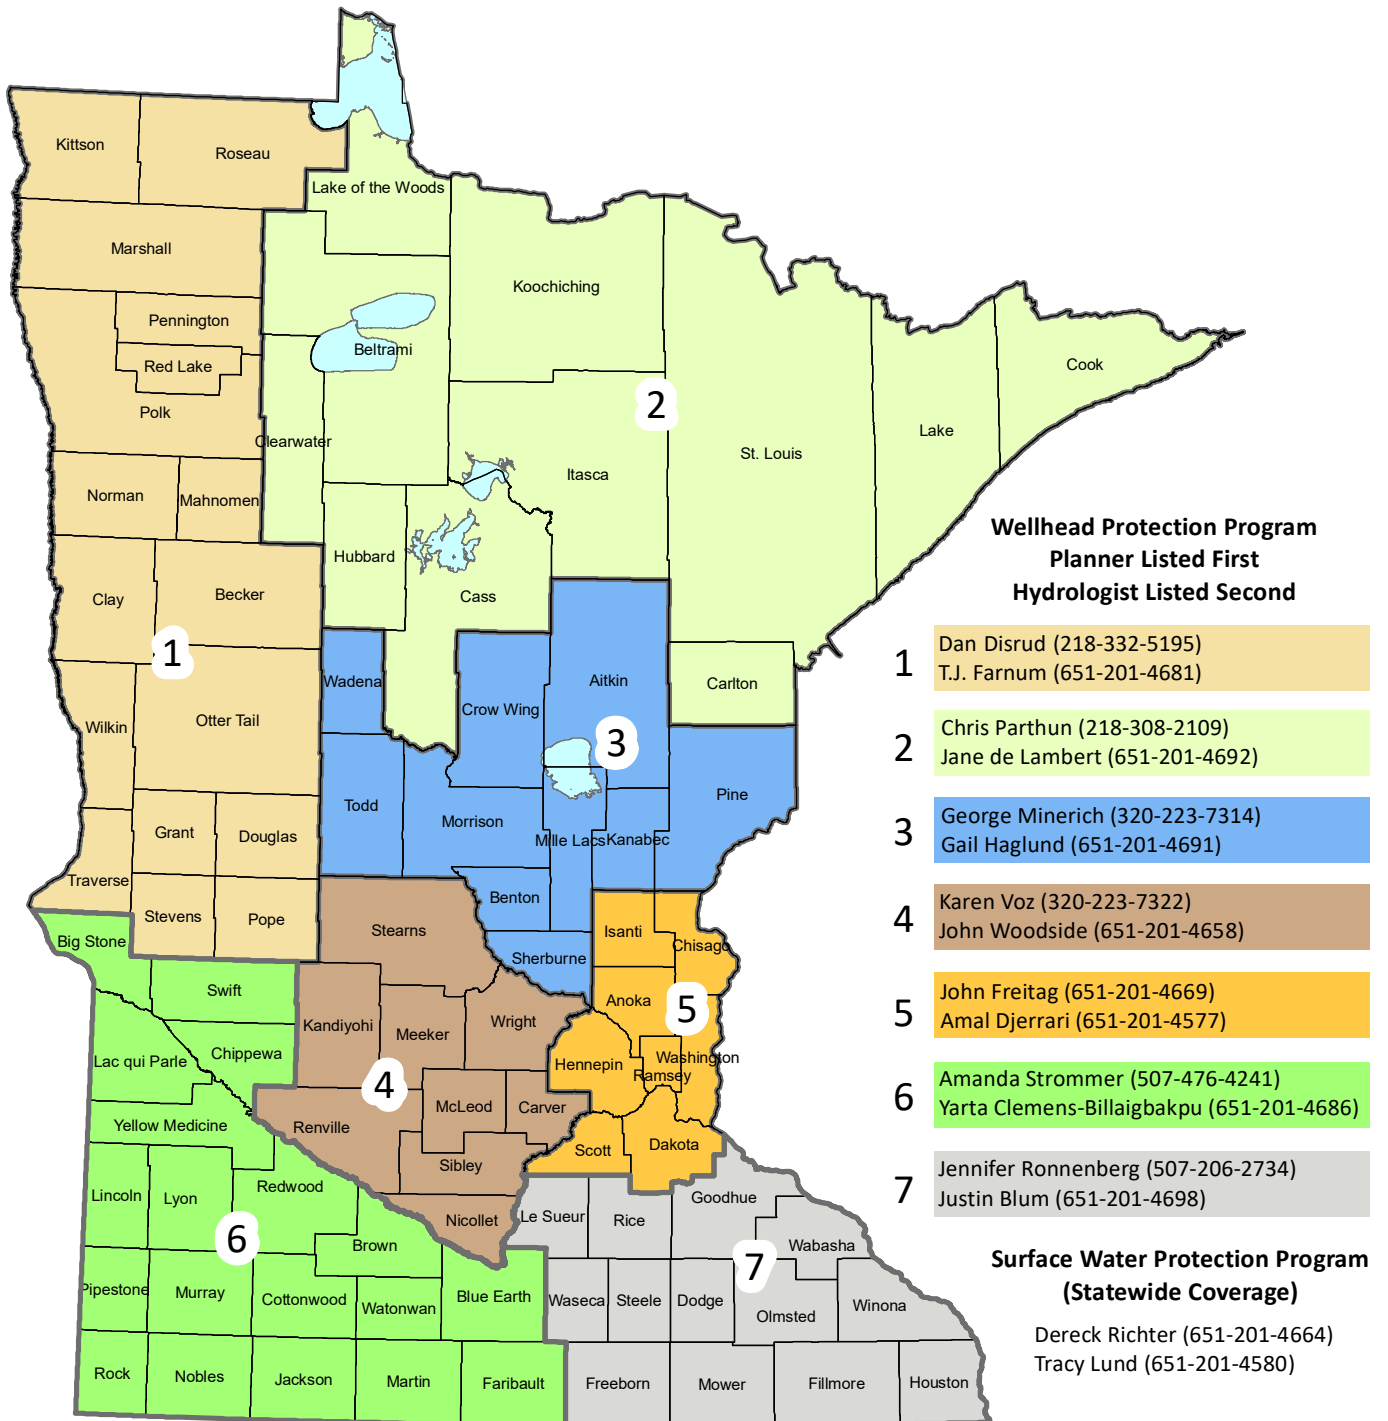 Kittson
Roseau
Lake of the Woods
Marshall
Koochiching
Pennington
Beltrami
Red Lake
Cook
Polk
2
Lake
Clearwater
St. Louis
Itasca
Norman
Mahnomen
Hubbard
Becker
Cass
Clay
1
Wadena
Aitkin
Carlton
Crow Wing
Otter Tail
Wilkin
3
Pine
Todd
Morrison
Grant
Douglas
Mille Lacs
Kanabec
Traverse
Benton
Stevens
Pope
Stearns
Isanti
Big Stone
Chisago
Sherburne
Swift
Anoka
5
Kandiyohi
Meeker
Wright
Chippewa
Lac qui Parle
Washington
Hennepin
Ramsey
4
McLeod
Carver
Yellow Medicine
Renville
Scott
Dakota
Sibley
Lincoln
Lyon
Redwood
Goodhue
Nicollet
Le Sueur
Rice
6
Brown
Wabasha
7
Pipestone
Murray
Cottonwood
Watonwan
Blue Earth
Waseca
Steele
Dodge
Olmsted
Winona
Rock
Nobles
Jackson
Martin
Faribault
Freeborn
Mower
Fillmore
Houston
Wellhead Protection Program
Planner Listed First
Hydrologist Listed Second
1
Dan Disrud (218-332-5195)
T.J. Farnum (651-201-4681)
2
Chris Parthun (218-308-2109)
Jane de Lambert (651-201-4692)
3
George Minerich (320-223-7314)
Gail Haglund (651-201-4691)
4
Karen Voz (320-223-7322)
John Woodside (651-201-4658)
5
John Freitag (651-201-4669)
Amal Djerrari (651-201-4577)
6
Amanda Strommer (507-476-4241)
Yarta Clemens-Billaigbakpu (651-201-4686)
7
Jennifer Ronnenberg (507-206-2734)
Justin Blum (651-201-4698)
Surface Water Protection Program
(Statewide Coverage)
Dereck Richter (651-201-4664)
Tracy Lund (651-201-4580)